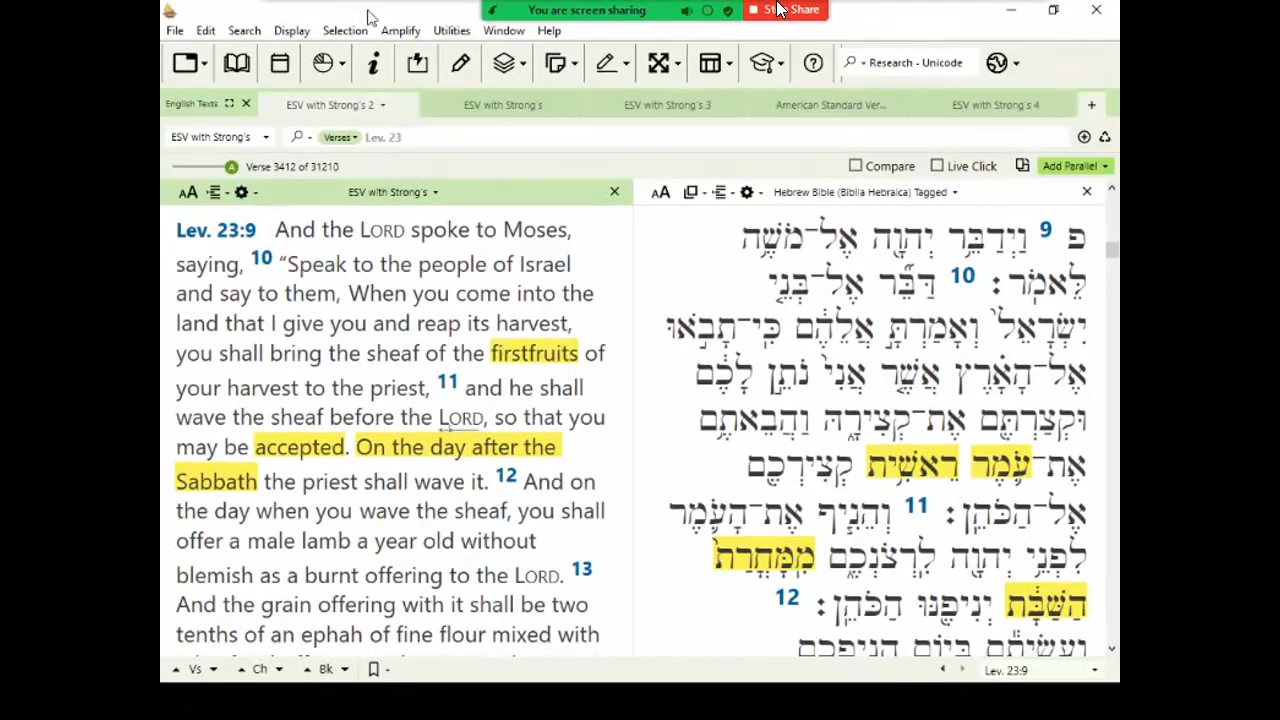 You are screen sharing
Stop Share
File Edit Search Display Selection Amplify Utilities Window Help
Research - Unicode
English Texts
ESV with Strong's 2
ESV with Strong's
ESV with Strong's 3
American Standard Ver...
ESV with Strong's 4
ESV with Strong's
Verses
Lev. 23
Verse 3412 of 31210
Compare
Live Click
Add Parallel
AA
ESV with Strong's
AA
Hebrew Bible (Biblia Hebraica) Tagged
Lev. 23:9 And the LORD spoke to Moses,
saying, 10 “Speak to the people of Israel
and say to them, When you come into the
land that I give you and reap its harvest,
you shall bring the sheaf of the firstfruits of
your harvest to the priest, 11 and he shall
wave the sheaf before the LORD, so that you
may be accepted. On the day after the
Sabbath the priest shall wave it. 12 And on
the day when you wave the sheaf, you shall
offer a male lamb a year old without
blemish as a burnt offering to the LORD. 13
And the grain offering with it shall be two
tenths of an ephah of fine flour mixed with
פ 9 וַיְדַבֵּ֥ר יְהוָ֖ה אֶל־מֹשֶׁ֥ה
לֵּאמֹֽר׃ 10 דַּבֵּ֞ר אֶל־בְּנֵ֤י
יִשְׂרָאֵל֙ וְאָמַרְתָּ֣ אֲלֵהֶ֔ם כִּֽי־תָבֹ֣אוּ
אֶל־הָאָ֗רֶץ אֲשֶׁ֤ר אֲנִי֙ נֹתֵ֣ן לָכֶ֔ם
וּקְצַרְתֶּ֖ם אֶת־קְצִירָ֑הּ וַהֲבֵאתֶ֥ם
אֶת־עֹ֛מֶר רֵאשִׁ֥ית קְצִירְכֶ֖ם
אֶל־הַכֹּהֵֽן׃ 11 וְהֵנִ֧יף אֶת־הָעֹ֛מֶר
לִפְנֵ֥י יְהוָ֖ה לִֽרְצֹנְכֶ֑ם מִֽמָּחֳרַת֙
הַשַּׁבָּ֔ת יְנִיפֶ֖נּוּ הַכֹּהֵֽן׃ 12
וַעֲשִׂיתֶ֕ם בְּי֥וֹם הֲנִֽיפְכֶ֖ם
Vs Ch Bk
Lev. 23:9